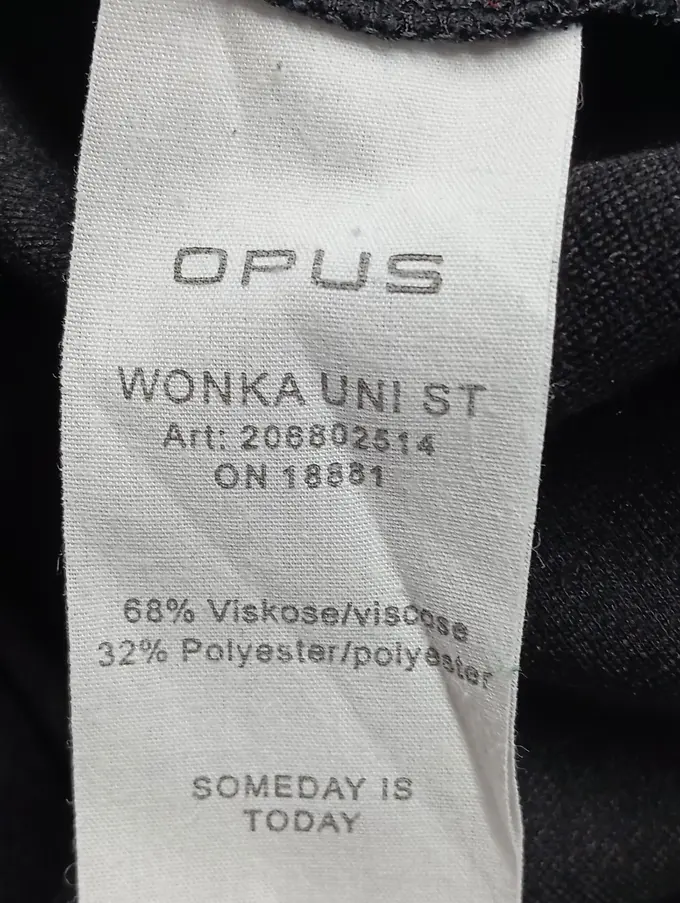 OPUS
WONKA UNI ST
Art: 206802514
ON 18881
68% Viskose/viscose
32% Polyester/polyester
SOMEDAY IS
TODAY